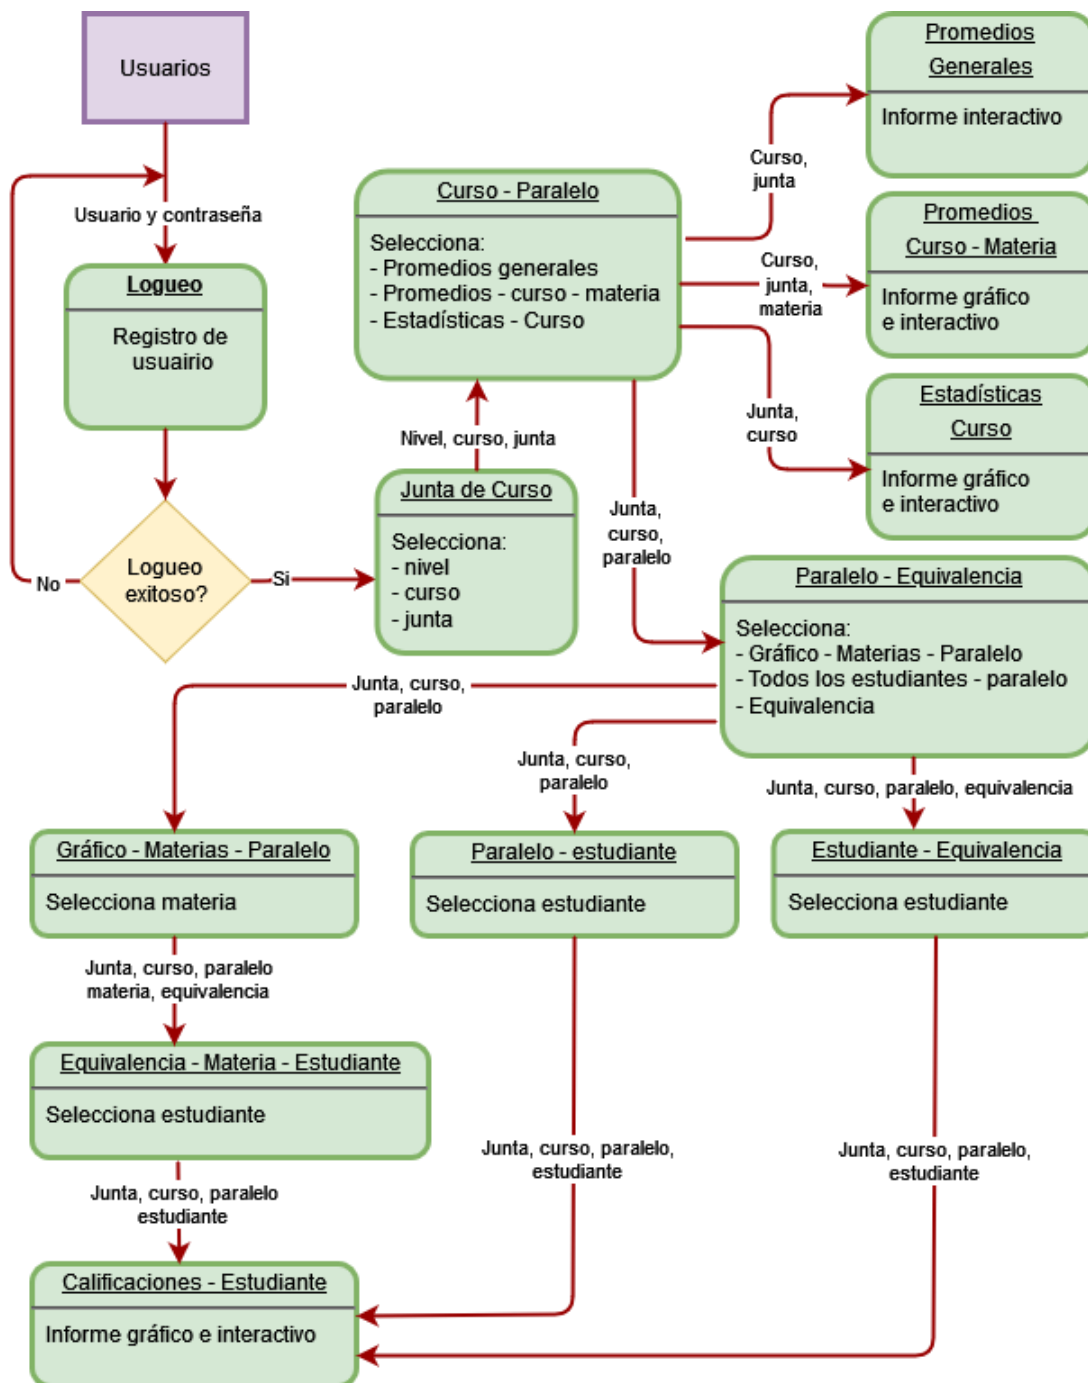 Usuarios
Usuario y contraseña
Logueo
Registro de
usuairio
Logueo
exitoso?
No
Si
Junta de Curso
Selecciona:
- nivel
- curso
- junta
Nivel, curso, junta
Curso - Paralelo
Selecciona:
- Promedios generales
- Promedios - curso - materia
- Estadísticas - Curso
Curso,
junta
Promedios
Generales
Informe interactivo
Curso,
junta,
materia
Promedios
Curso - Materia
Informe gráfico
e interactivo
Junta,
curso
Estadísticas
Curso
Informe gráfico
e interactivo
Junta,
curso,
paralelo
Paralelo - Equivalencia
Selecciona:
- Gráfico - Materias - Paralelo
- Todos los estudiantes - paralelo
- Equivalencia
Junta, curso,
paralelo
Junta, curso,
paralelo
Junta, curso, paralelo, equivalencia
Gráfico - Materias - Paralelo
Selecciona materia
Paralelo - estudiante
Selecciona estudiante
Estudiante - Equivalencia
Selecciona estudiante
Junta, curso, paralelo
materia, equivalencia
Equivalencia - Materia - Estudiante
Selecciona estudiante
Junta, curso, paralelo
estudiante
Junta, curso, paralelo,
estudiante
Junta, curso, paralelo,
estudiante
Calificaciones - Estudiante
Informe gráfico e interactivo